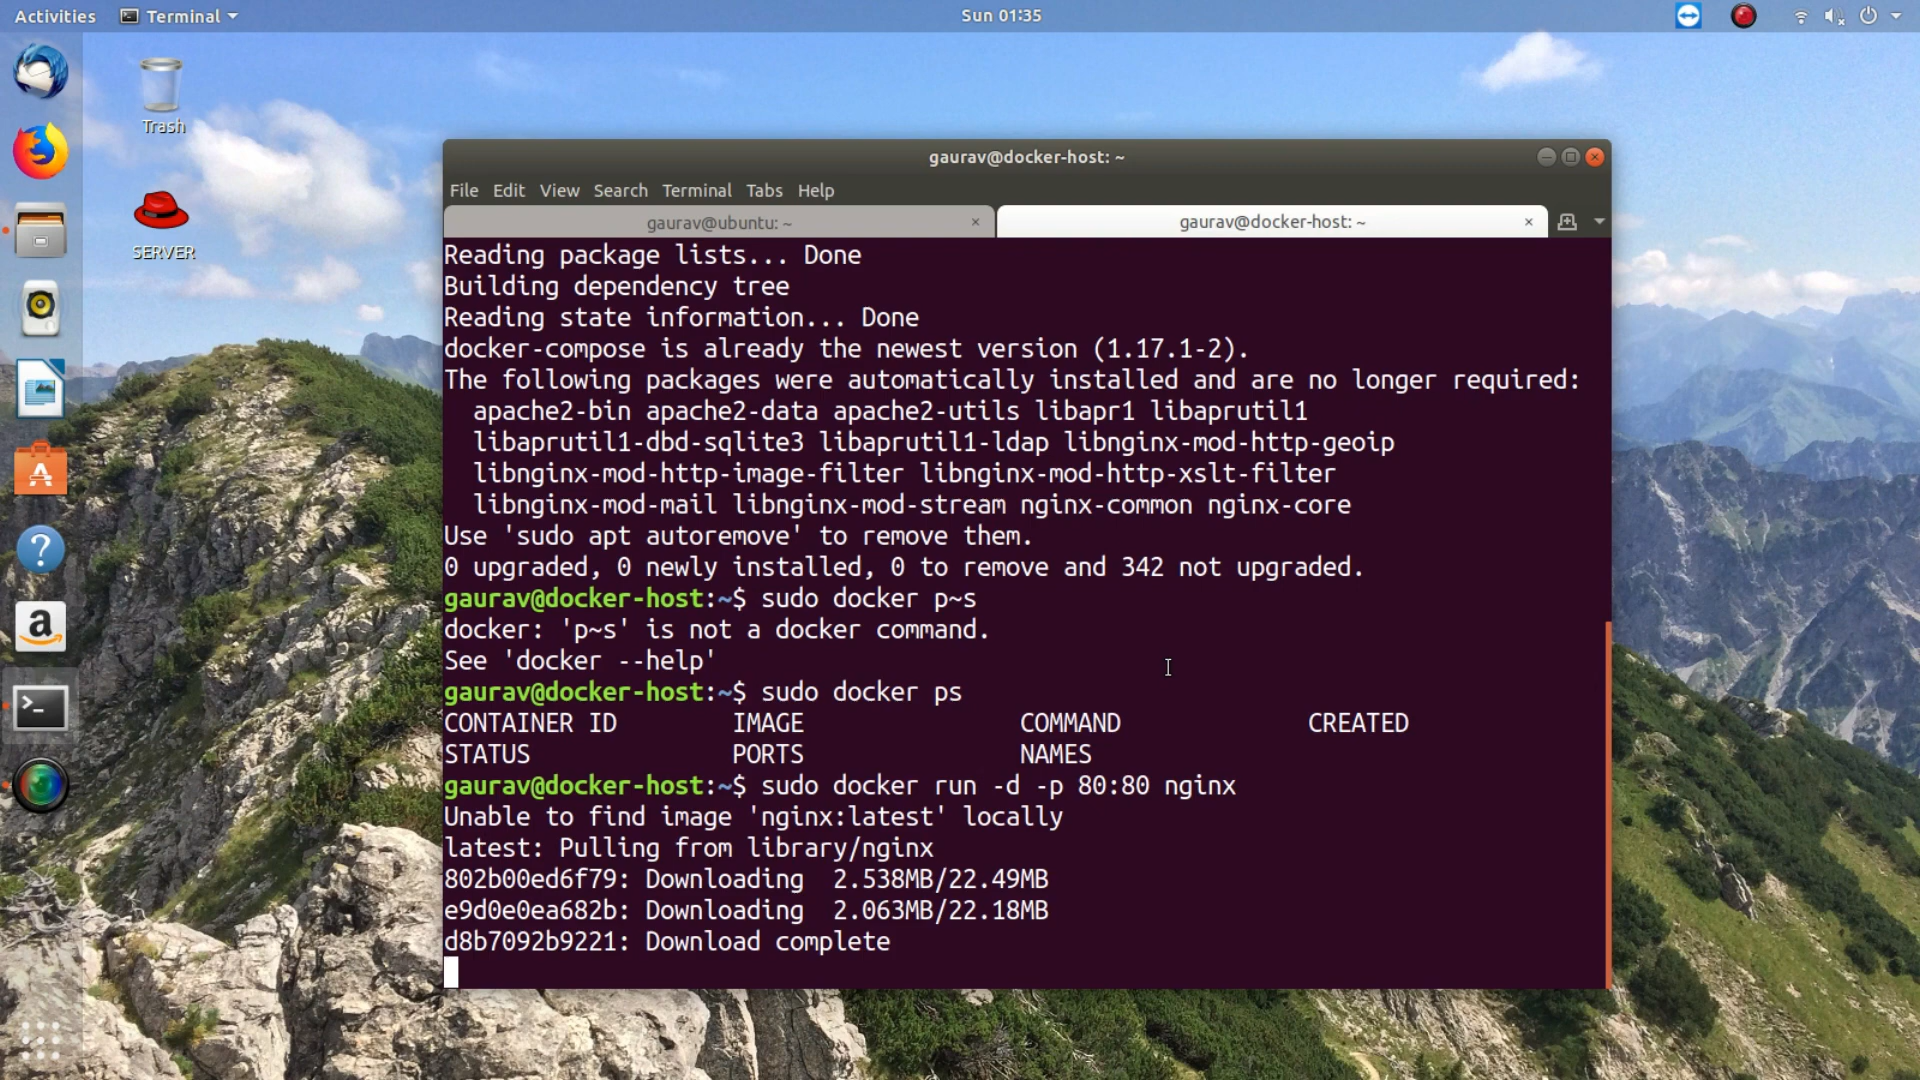 Activities Terminal Sun 01:35
Trash
SERVER
gaurav@docker-host: ~
File Edit View Search Terminal Tabs Help
gaurav@ubuntu: ~ × gaurav@docker-host: ~ ×
Reading package lists... Done
Building dependency tree
Reading state information... Done
docker-compose is already the newest version (1.17.1-2).
The following packages were automatically installed and are no longer required:
  apache2-bin apache2-data apache2-utils libapr1 libaprutil1
  libaprutil1-dbd-sqlite3 libaprutil1-ldap libnginx-mod-http-geoip
  libnginx-mod-http-image-filter libnginx-mod-http-xslt-filter
  libnginx-mod-mail libnginx-mod-stream nginx-common nginx-core
Use 'sudo apt autoremove' to remove them.
0 upgraded, 0 newly installed, 0 to remove and 342 not upgraded.
gaurav@docker-host:~$ sudo docker p~s
docker: 'p~s' is not a docker command.
See 'docker --help'
gaurav@docker-host:~$ sudo docker ps
CONTAINER ID        IMAGE               COMMAND             CREATED
STATUS              PORTS               NAMES
gaurav@docker-host:~$ sudo docker run -d -p 80:80 nginx
Unable to find image 'nginx:latest' locally
latest: Pulling from library/nginx
802b00ed6f79: Downloading  2.538MB/22.49MB
e9d0e0ea682b: Downloading  2.063MB/22.18MB
d8b7092b9221: Download complete